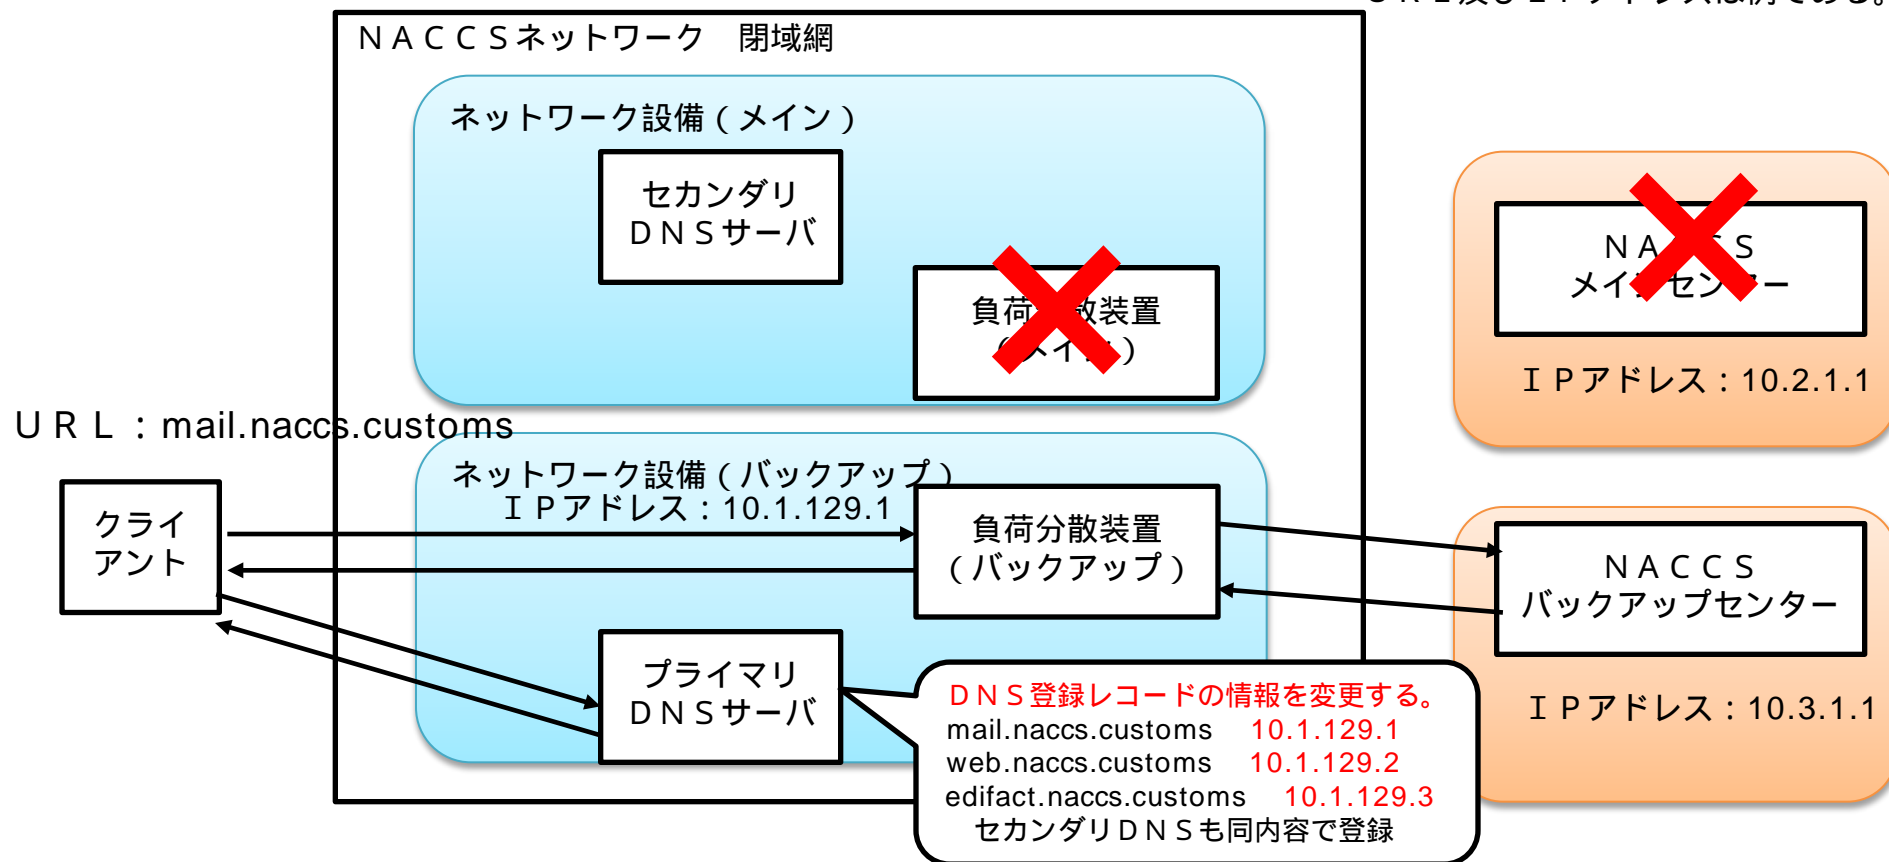 NACCSネットワーク　閉域網
ネットワーク設備（メイン）
セカンダリ
DNSサーバ
負荷
装置
NA
S
IPアドレス：10.2.1.1
URL：mail.naccs.customs
ネットワーク設備（バックアップ）
IPアドレス：10.1.129.1
クライ
アント
負荷分散装置
（バックアップ）
NACCS
バックアップセンター
プライマリ
DNSサーバ
DNS登録レコードの情報を変更する。
mail.naccs.customs　10.1.129.1
web.naccs.customs　10.1.129.2
edifact.naccs.customs　10.1.129.3
セカンダリDNSも同内容で登録
IPアドレス：10.3.1.1